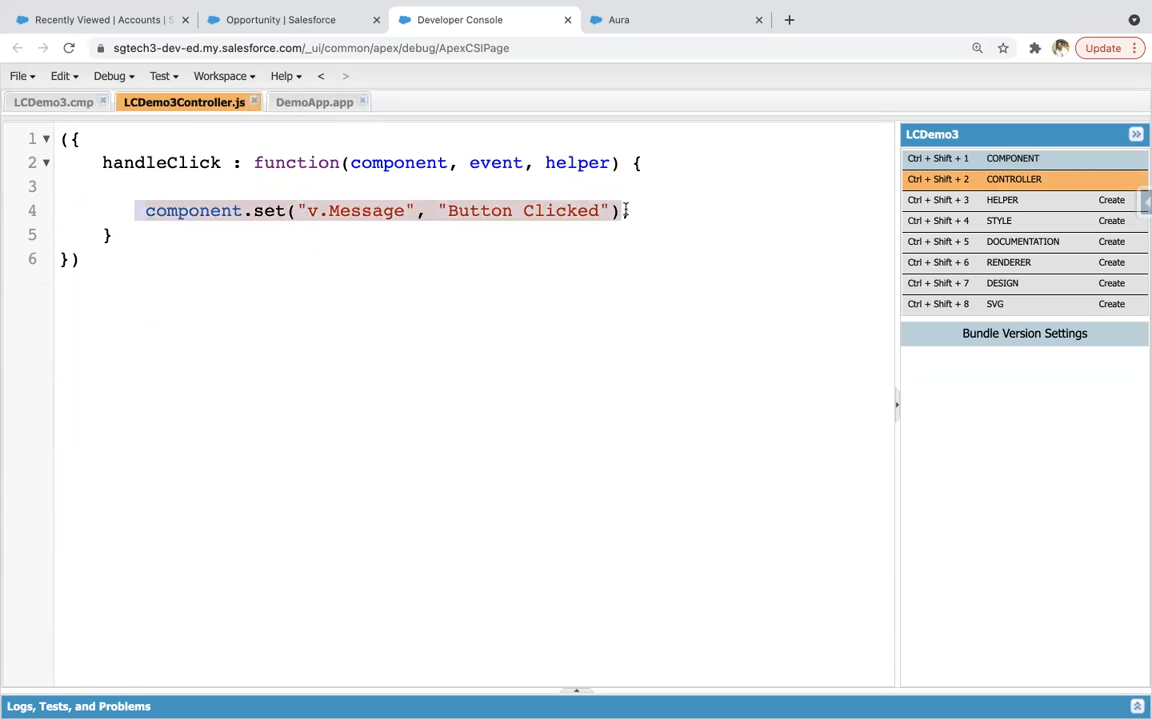 Recently Viewed | Accounts | S
Opportunity | Salesforce
Developer Console
Aura
sgtech3-dev-ed.my.salesforce.com/_ui/common/apex/debug/ApexCSIPage
Update
File Edit Debug Test Workspace Help < >
LCDemo3.cmp LCDemo3Controller.js DemoApp.app
1 ({
2 handleClick : function(component, event, helper) {
3
4 component.set("v.Message", "Button Clicked");
5 }
6 })
LCDemo3
Ctrl + Shift + 1 COMPONENT
Ctrl + Shift + 2 CONTROLLER
Ctrl + Shift + 3 HELPER Create
Ctrl + Shift + 4 STYLE Create
Ctrl + Shift + 5 DOCUMENTATION Create
Ctrl + Shift + 6 RENDERER Create
Ctrl + Shift + 7 DESIGN Create
Ctrl + Shift + 8 SVG Create
Bundle Version Settings
Logs, Tests, and Problems